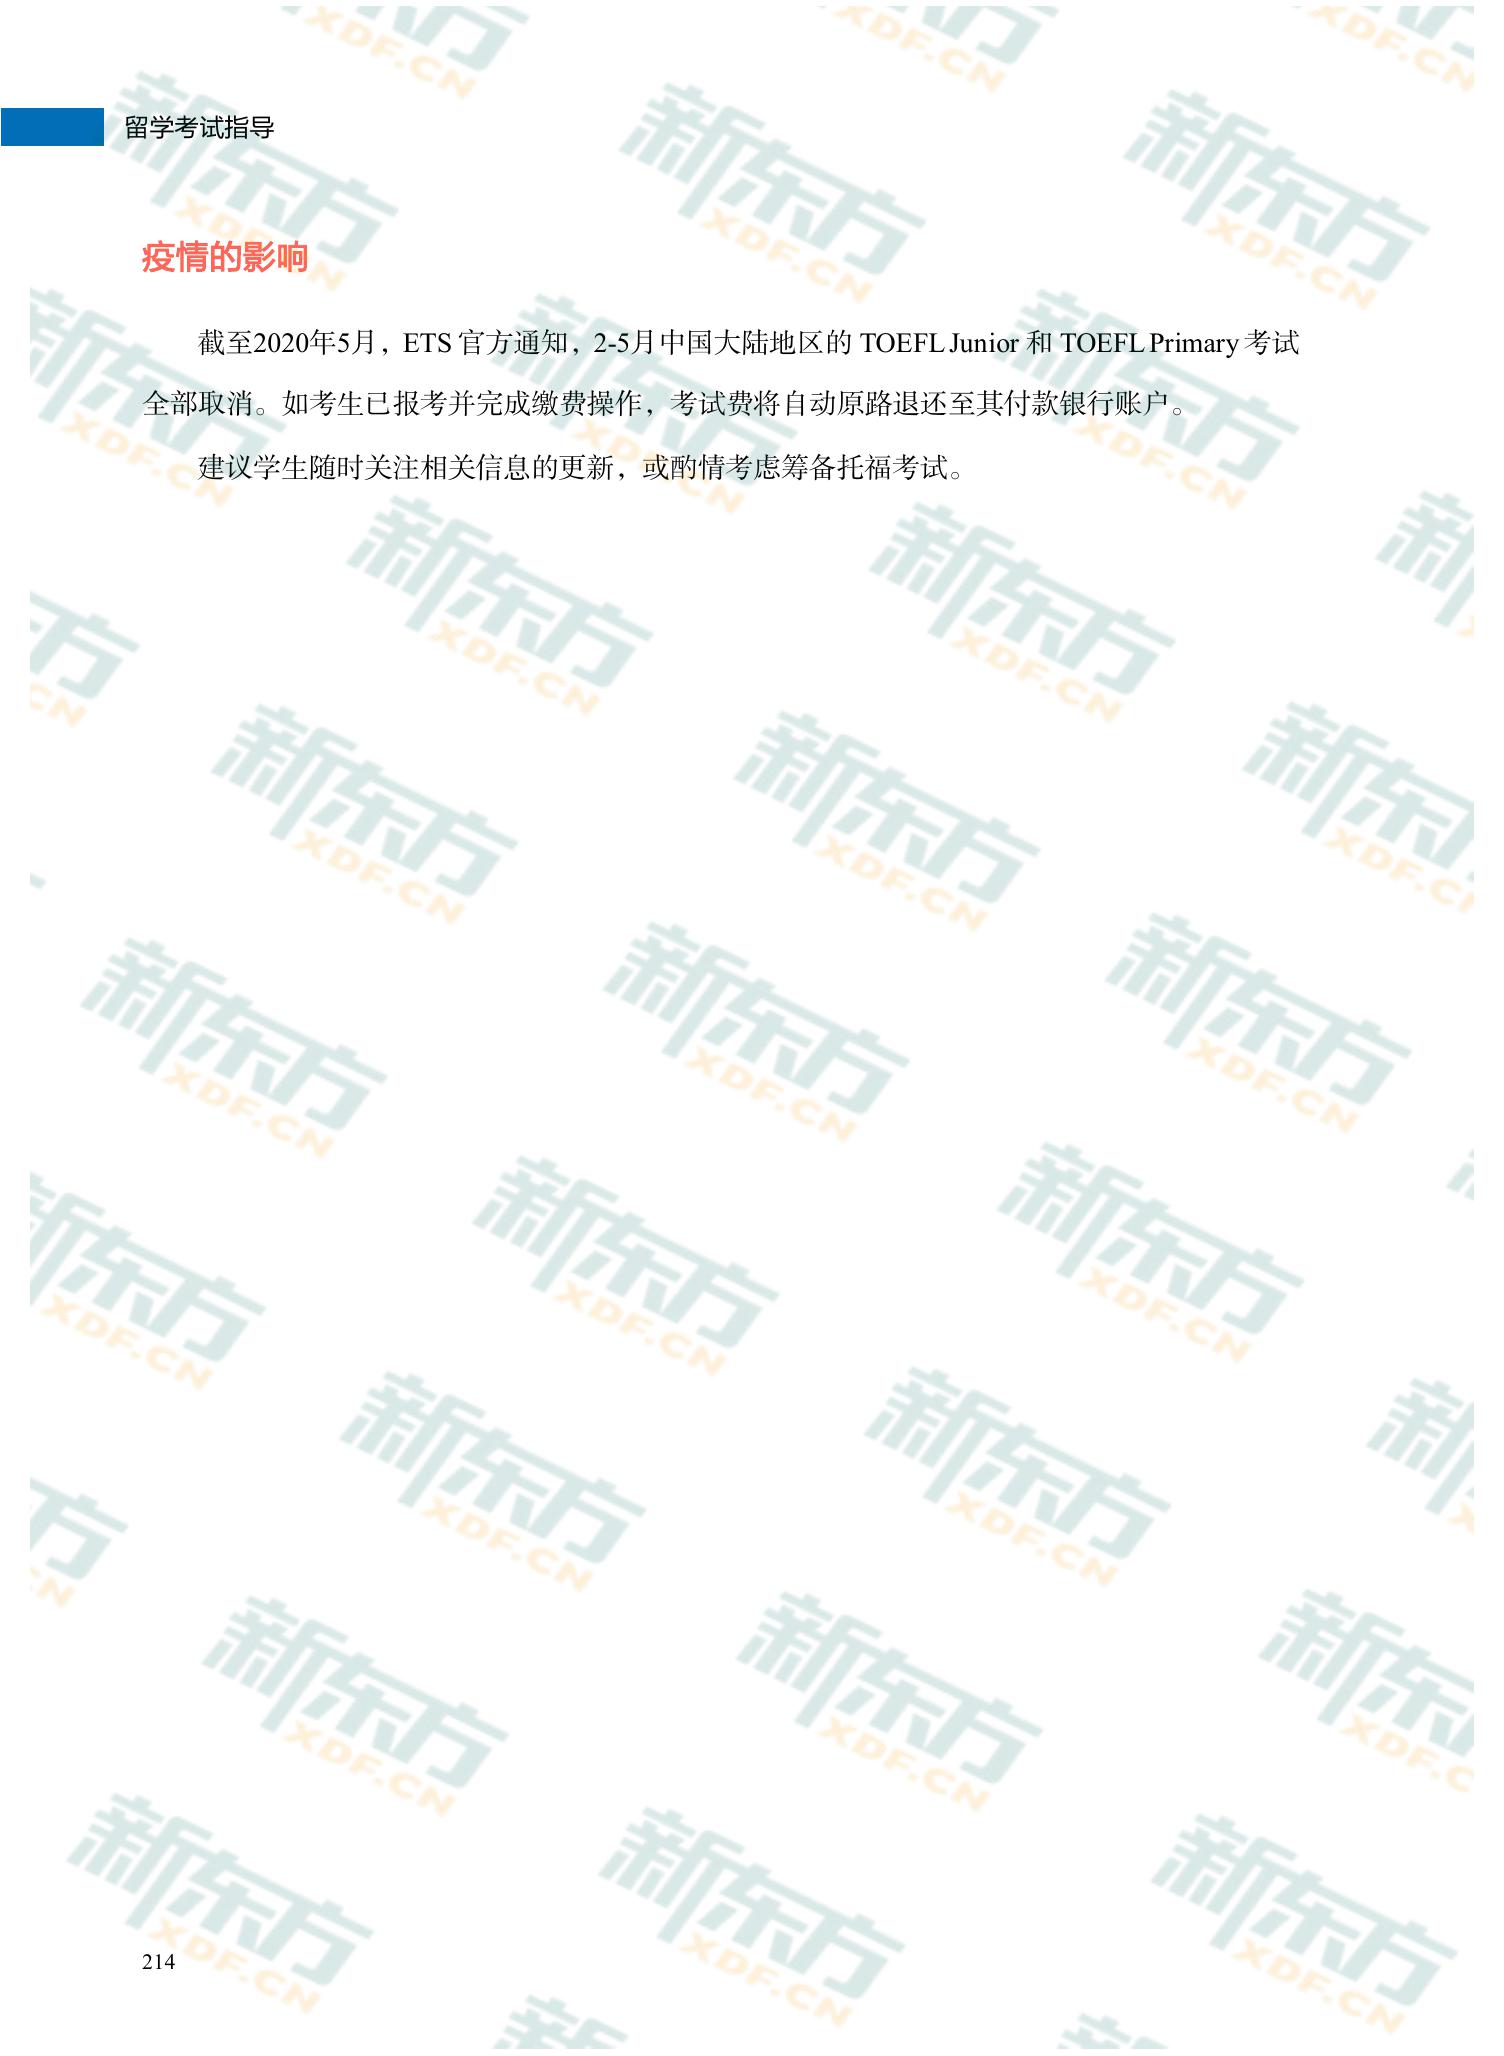 留学考试指导
疫情的影响
截至2020年5月，ETS 官方通知，2-5月中国大陆地区的 TOEFL Junior 和 TOEFL Primary 考试
全部取消。如考生已报考并完成缴费操作，考试费将自动原路退还至其付款银行账户。
建议学生随时关注相关信息的更新，或酌情考虑筹备托福考试。
214
新东方
XDF.CN